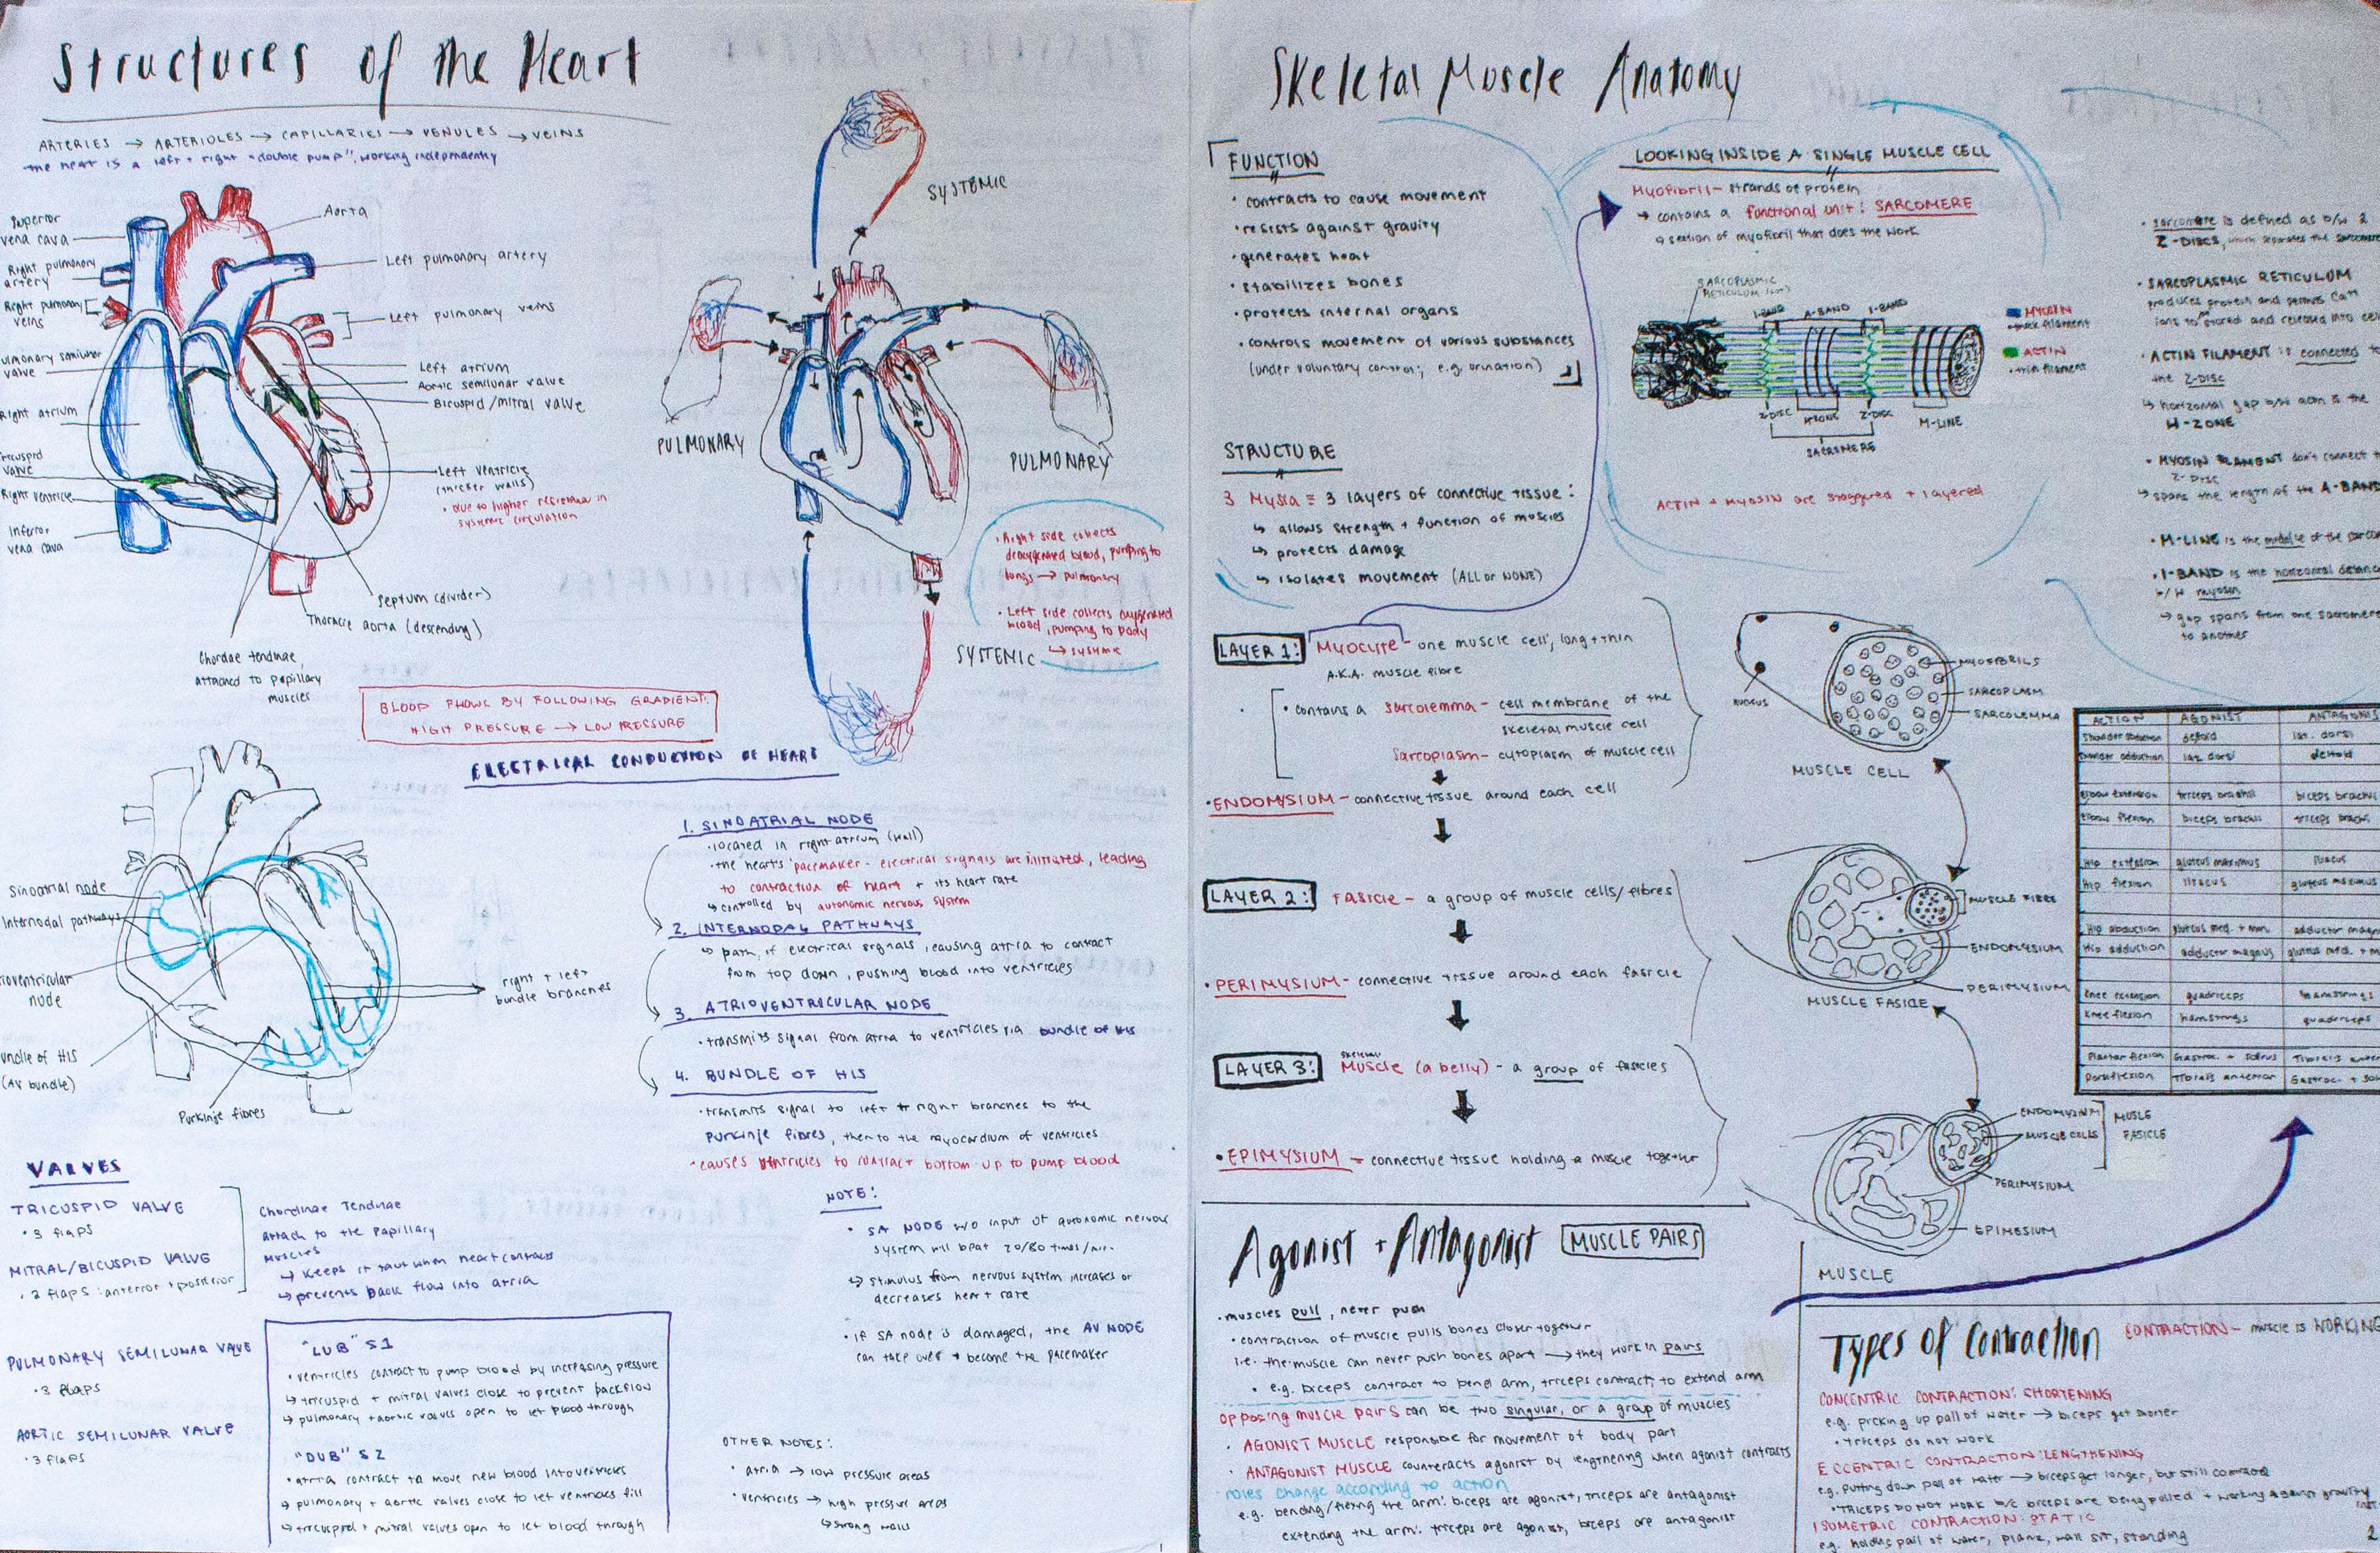 Structures of the Heart
ARTERIES → ARTERIOLES → CAPILLARIES → VENULES → VEINS
the heat is a left + right "double pump", working independently
Superior
vena cava
Right pulmonary
artery
Right pulmonary
veins
valve
Right atrium
valve
Right ventricle
Inferior
vena cava
Aorta
Left pulmonary artery
Left pulmonary veins
Left atrium
Aortic semilunar valve
Bicuspid/mitral valve
Left ventricle
(thicker walls)
• due to higher resistance in
systemic circulation
Septum (divider)
Thoracic aorta (descending)
Chordae tendinae,
attached to papillary
muscles
SYSTEMIC
PULMONARY
PULMONARY
SYSTEMIC
• Right side collects
deoxygenated blood, pumping to
lungs → pulmonary
• Left side collects oxygenated
blood, pumping to body
↳ systemic
BLOOD FLOWS BY FOLLOWING GRADIENT:
HIGH PRESSURE → LOW PRESSURE
ELECTRICAL CONDUCTION OF HEART
Sinoatrial node
Internodal pathways
node
(AV bundle)
Purkinje fibres
right + left
bundle branches
1. SINOATRIAL NODE
• located in right atrium (wall)
• the heart's pacemaker - electrical signals are initiated, leading
to contraction of heart + its heart rate
↳ controlled by autonomic nervous system
2. INTERNODAL PATHWAYS
↳ path of electrical signals, causing atria to contract
from top down, pushing blood into ventricles
3. ATRIOVENTRICULAR NODE
• transmits signal from atria to ventricles via bundle of HIS
4. BUNDLE OF HIS
• transmits signal to left + right branches to the
purkinje fibres, then to the myocardium of ventricles
• causes ventricles to contract bottom-up to pump blood
VALVES
TRICUSPID VALVE
• 3 flaps
MITRAL/BICUSPID VALVE
• 2 flaps: anterior + posterior
Chordinae Tendinae
attach to the Papillary
Muscles
↳ Keeps it taut when heart contracts
↳ prevents back flow into atria
PULMONARY SEMILUNAR VALVE
• 3 flaps
AORTIC SEMILUNAR VALVE
• 3 flaps
"LUB" S1
• ventricles contract to pump blood by increasing pressure
↳ tricuspid + mitral valves close to prevent backflow
↳ pulmonary + aortic valves open to let blood through
"DUB" S2
• atria contract to move new blood into ventricles
↳ pulmonary + aortic valves close to let ventricles fill
↳ tricuspid + mitral valves open to let blood through
NOTE:
• SA NODE w/o input of autonomic nervous
system will beat
↳ stimulus from nervous system increases or
decreases heart rate
• if SA node is damaged, the AV NODE
can take over + become the pacemaker
OTHER NOTES:
• atria → low pressure areas
• ventricles → high pressure areas
↳ strong walls
1
Skeletal Muscle Anatomy
FUNCTION
• contracts to cause movement
• resists against gravity
• generates heat
• stabilizes bones
• protects internal organs
• controls movement of various substances
(under voluntary control; e.g. urination)
STRUCTURE
3 Mysia = 3 layers of connective tissue:
↳ allows strength + function of muscles
↳ protects damage
↳ isolates movement (ALL or NONE)
LAYER 1: Myocyte - one muscle cell; long + thin
A.K.A. muscle fibre
• contains a sarcolemma - cell membrane of the
skeletal muscle cell
Sarcoplasm - cytoplasm of muscle cell
• ENDOMYSIUM - connective tissue around each cell
LAYER 2: FASICLE - a group of muscle cells/fibres
• PERIMYSIUM - connective tissue around each fasicle
LAYER 3: skeletal Muscle (a belly) - a group of fasicles
• EPIMYSIUM - connective tissue holding a muscle together
LOOKING INSIDE A SINGLE MUSCLE CELL
Myofibril - strands of protein
→ contains a functional unit: SARCOMERE
↳ section of myofibril that does the work
SARCOPLASMIC
RETICULUM
I-BAND
A-BAND
I-BAND
MYOSIN
• thick filament
ACTIN
• thin filament
Z-DISC
H-ZONE
Z-DISC
M-LINE
SACROMERE
ACTIN + MYOSIN are staggered + layered
• sarcomere is defined as b/w 2
Z-DISCS, which separates the
• SARCOPLASMIC RETICULUM
produces protein and permits
ions to stored and released into
• ACTIN FILAMENT is connected
the Z-DISC
↳ horizontal gap b/w actin is the
H-ZONE
• MYOSIN FILAMENT don't connect
Z-DISC
↳ spans the length of the A-BAND
• M-LINE is the middle of the
• I-BAND is the horizontal
b/w myosin
→ gap spans from one sacromere
to another
NUCLEUS
MYOFIBRILS
SARCOPLASM
SARCOLEMMA
MUSCLE CELL
MUSCLE FIBRE
ENDOMYSIUM
PERIMYSIUM
MUSCLE FASICLE
ENDOMYSIUM
MUSCLE CELLS
MUSLE
FASICLE
PERIMYSIUM
EPIMESIUM
MUSCLE
ACTION AGONIST
Shoulder deltoid lat. dorsi
Shoulder adduction lat dorsi deltoid
Elbow extension triceps brachii biceps brachii
Elbow flexion biceps brachii triceps
Hip extension gluteus maximus iliacus
Hip flexion iliacus gluteus maximus
Hip abduction gluteus med. + min. adductor
Hip adduction adductor magnus gluteus med. +
Knee extension quadriceps hamstrings
Knee flexion hamstrings quadriceps
Plantar flexion Gastroc. + Soleus Tibialis
Dorsiflexion Tibialis anterior Gastroc. +
Agonist + Antagonist MUSCLE PAIRS
• muscles pull, never push
• contraction of muscle pulls bones closer together
i.e. the muscle can never push bones apart → they work in pairs
• e.g. biceps contract to bend arm, triceps contract to extend arm
opposing muscle pairs can be two singular, or a group of muscles
• AGONIST MUSCLE responsible for movement of body part
• ANTAGONIST MUSCLE counteracts agonist by lengthening when agonist contracts
• roles change according to action
e.g. bending/flexing the arm: biceps are agonist, triceps are antagonist
extending the arm: triceps are agonist, biceps are antagonist
Types of Contraction
CONTRACTION - muscle is WORKING
CONCENTRIC CONTRACTION: SHORTENING
e.g. picking up pail of water → biceps get shorter
• triceps do not work
ECCENTRIC CONTRACTION: LENGTHENING
e.g. putting down pail of water → biceps get longer, but still contracted
• TRICEPS DO NOT WORK b/c biceps are being pulled + working against gravity
ISOMETRIC CONTRACTION: STATIC
e.g. holding pail of water, plank, wall sit, standing
2